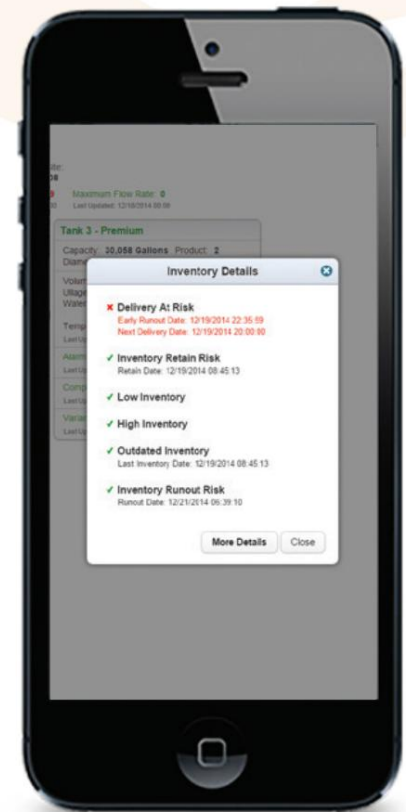 Site:
Maximum Flow Rate: 0
Last Updated: 12/19/2014
Tank 3 - Premium
Capacity: 30,058 Gallons Product: 2
Inventory Details
Delivery At Risk
Early Runout Date: 12/19/2014 22:35:59
Next Delivery Date: 12/19/2014 20:00:00
Inventory Retain Risk
Retain Date: 12/19/2014 08:45:13
Low Inventory
High Inventory
Outdated Inventory
Last Inventory Date: 12/19/2014 08:45:13
Inventory Runout Risk
Runout Date: 12/21/2014 06:39:10
More Details Close